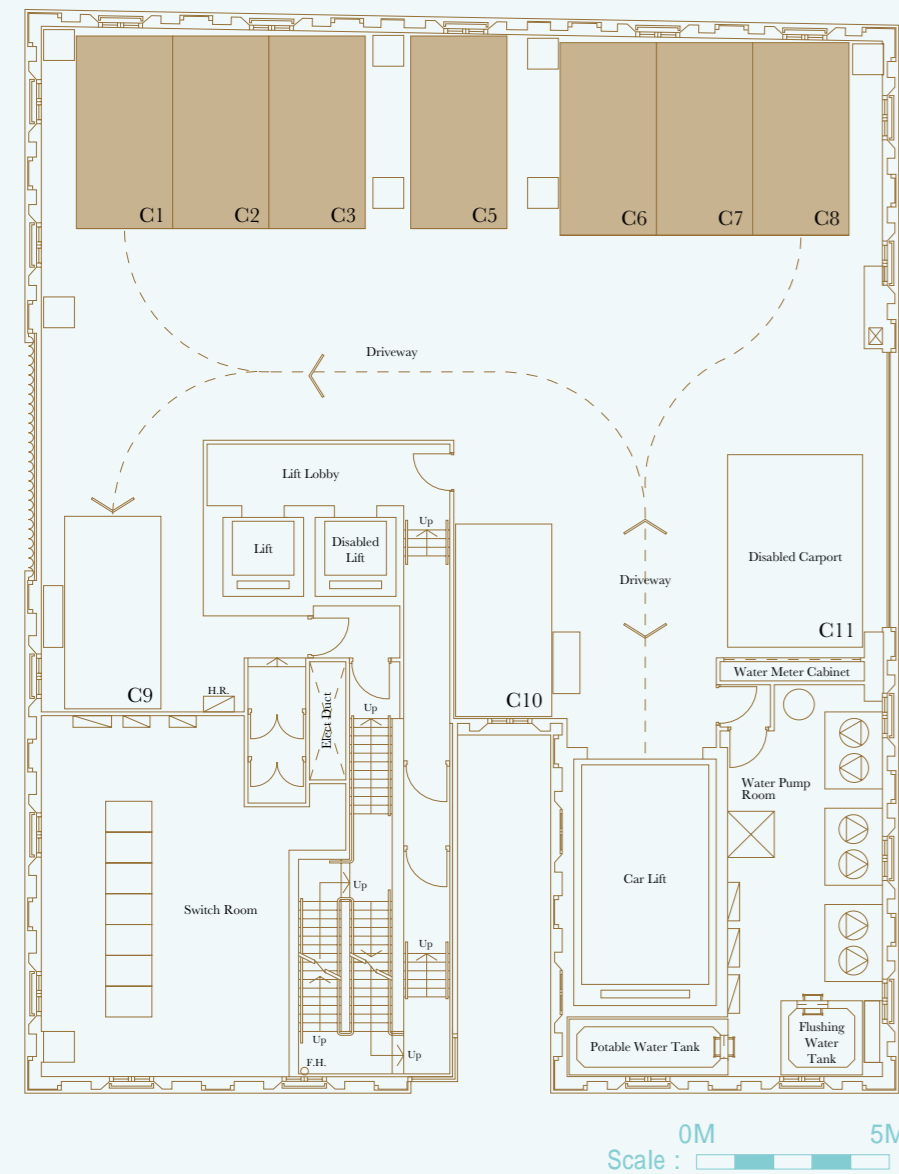 C1
C2
C3
C5
C6
C7
C8
Driveway
Lift Lobby
Up
Lift
Disabled
Lift
Driveway
Disabled Carport
C11
Water Meter Cabinet
C9
H.R.
Elect Duct
Up
C10
Water Pump
Room
Car Lift
Up
Switch Room
Up
Up
Up
F.H.
Potable Water Tank
Flushing
Water
Tank
0M
5M
Scale :